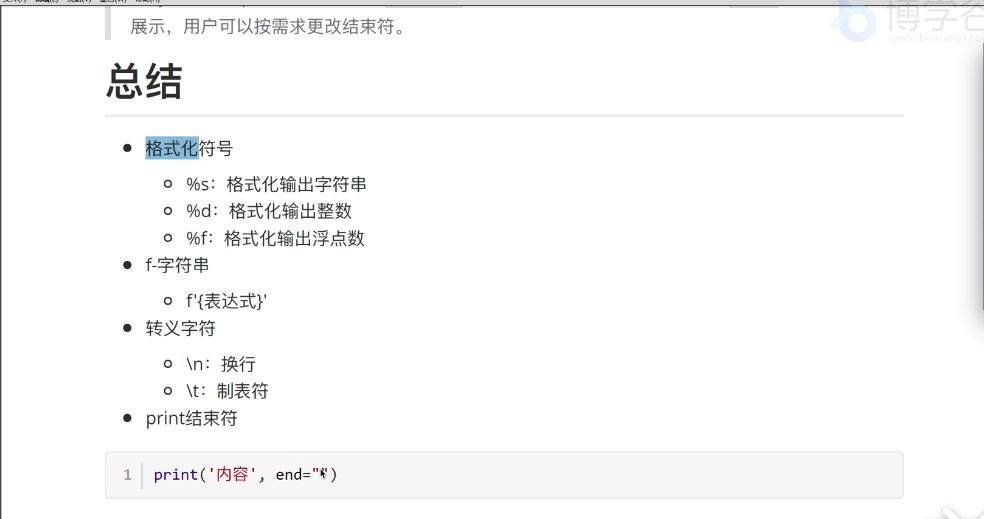 展示，用户可以按需求更改结束符。
博学谷
总结
格式化符号
%s：格式化输出字符串
%d：格式化输出整数
%f：格式化输出浮点数
f-字符串
f'{表达式}'
转义字符
\n：换行
\t：制表符
print结束符
1 print('内容', end="")